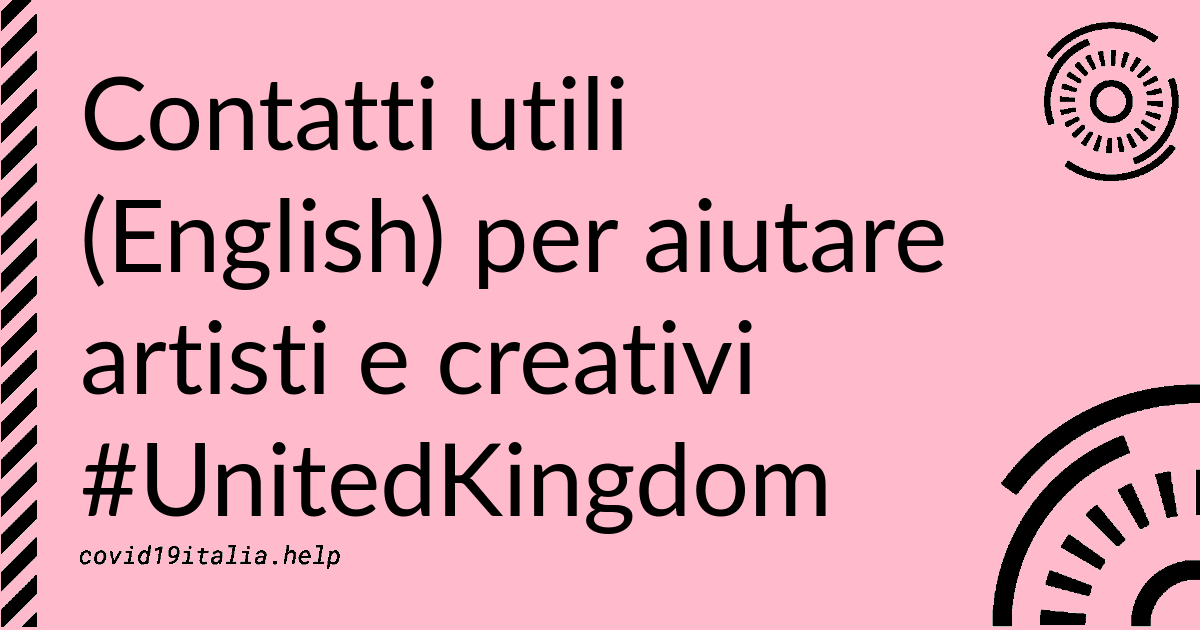 Contatti utili
(English) per aiutare
artisti e creativi
#UnitedKingdom
covid19italia.help